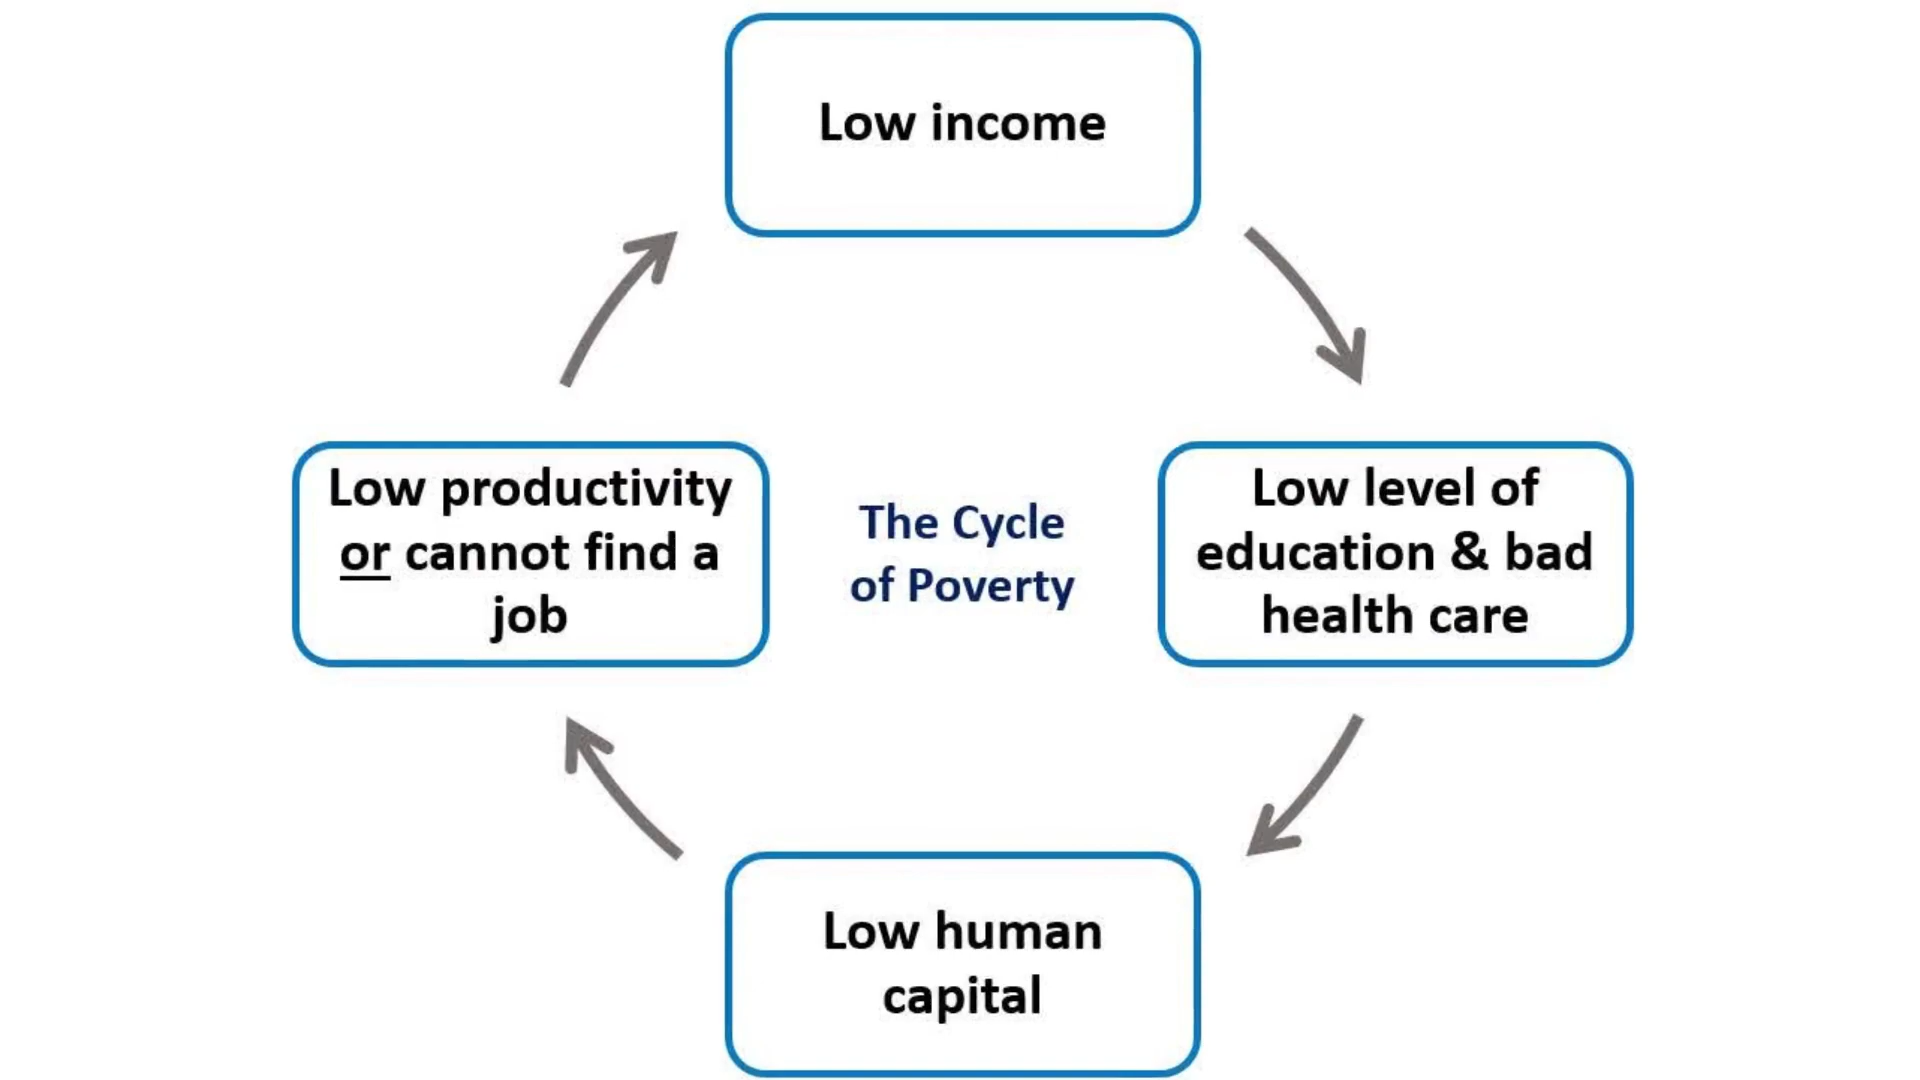 Low income
Low productivity
or cannot find a
job
The Cycle
of Poverty
Low level of
education & bad
health care
Low human
capital